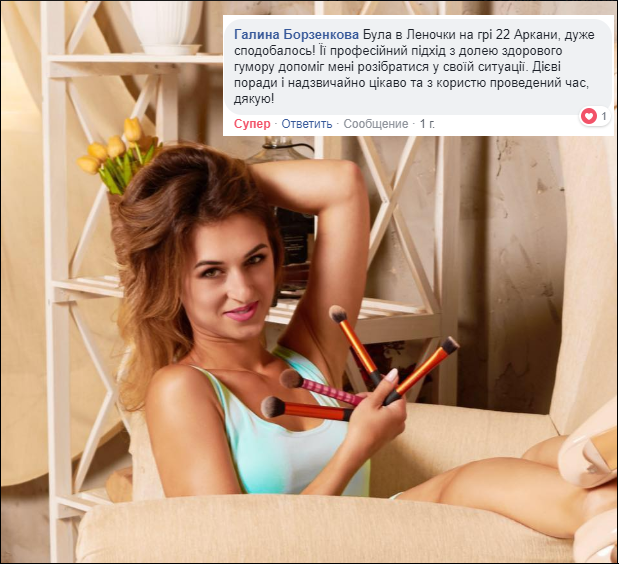 Галина Борзенкова Була в Леночки на грі 22 Аркани, дуже
сподобалось! Її професійний підхід з долею здорового
гумору допоміг мені розібратися у своїй ситуації. Дієві
поради і надзвичайно цікаво та з користю проведений час,
дякую!
1
Супер · Ответить · Сообщение · 1 г.